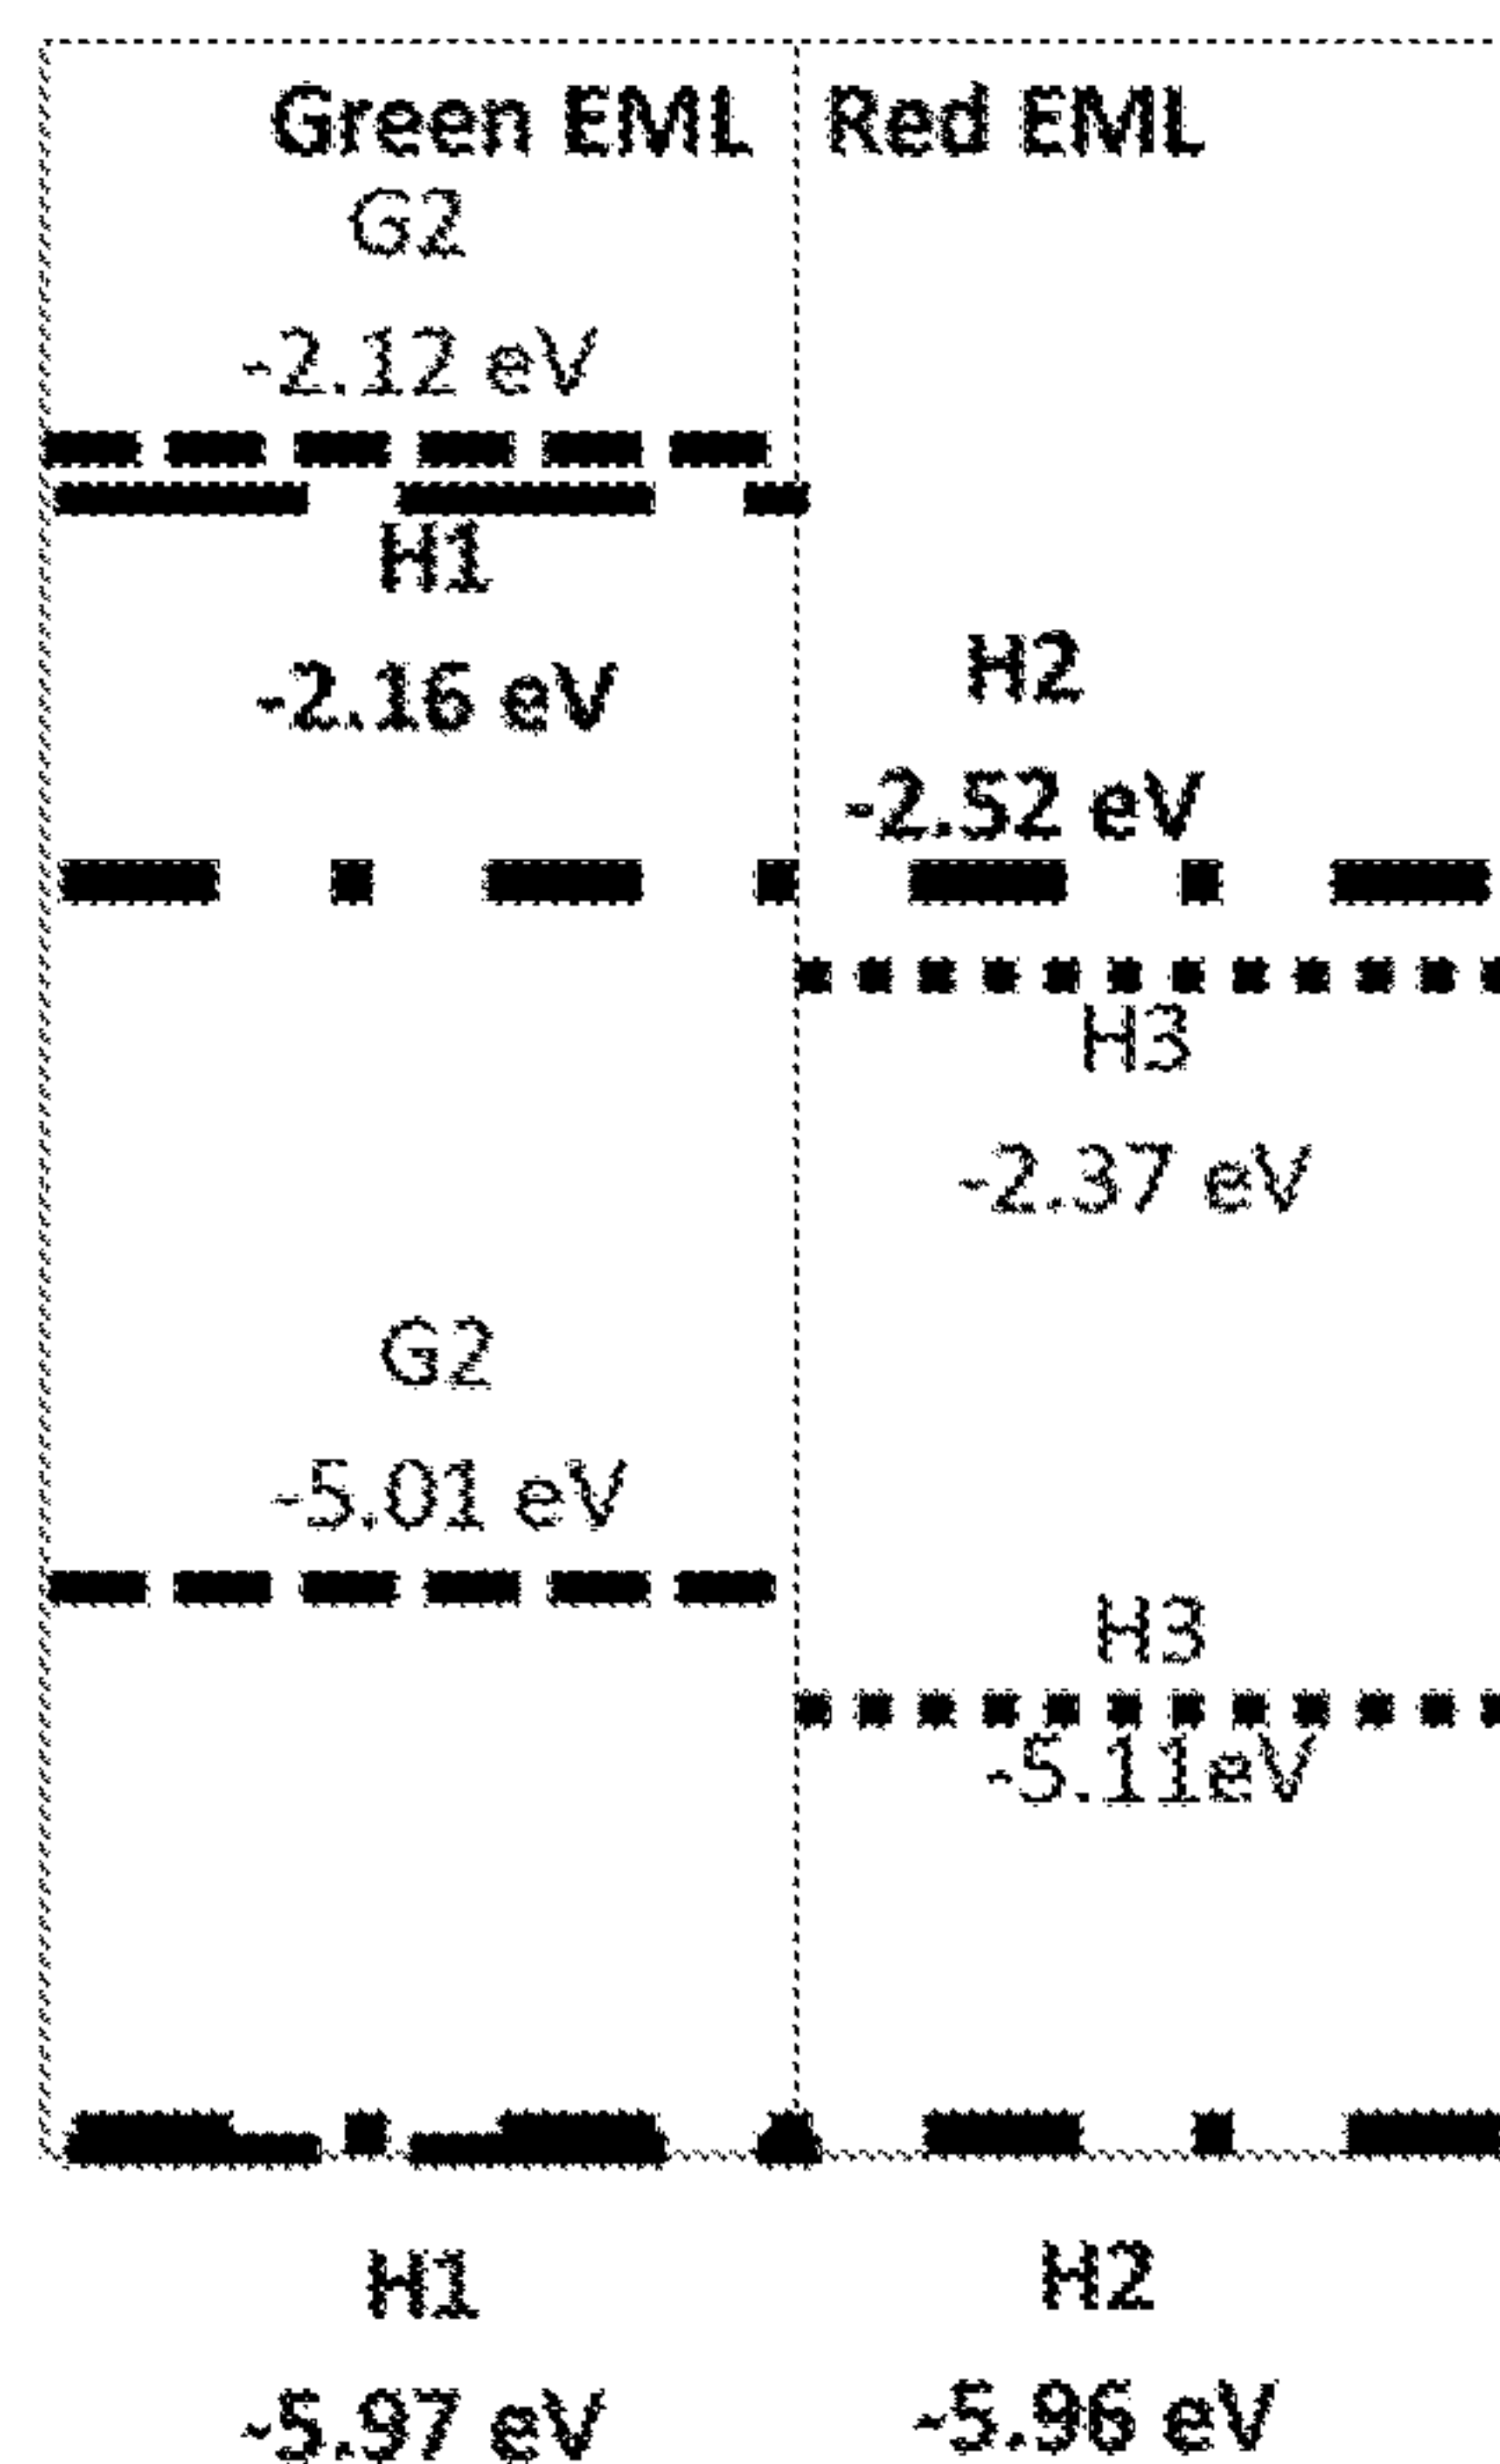 Green EML
Red EML
G2
-2.12 eV
H1
-2.16 eV
H2
-2.52 eV
H3
-2.37 eV
G2
-5.01 eV
H3
-5.11eV
H1
-5.97 eV
H2
-5.96 eV